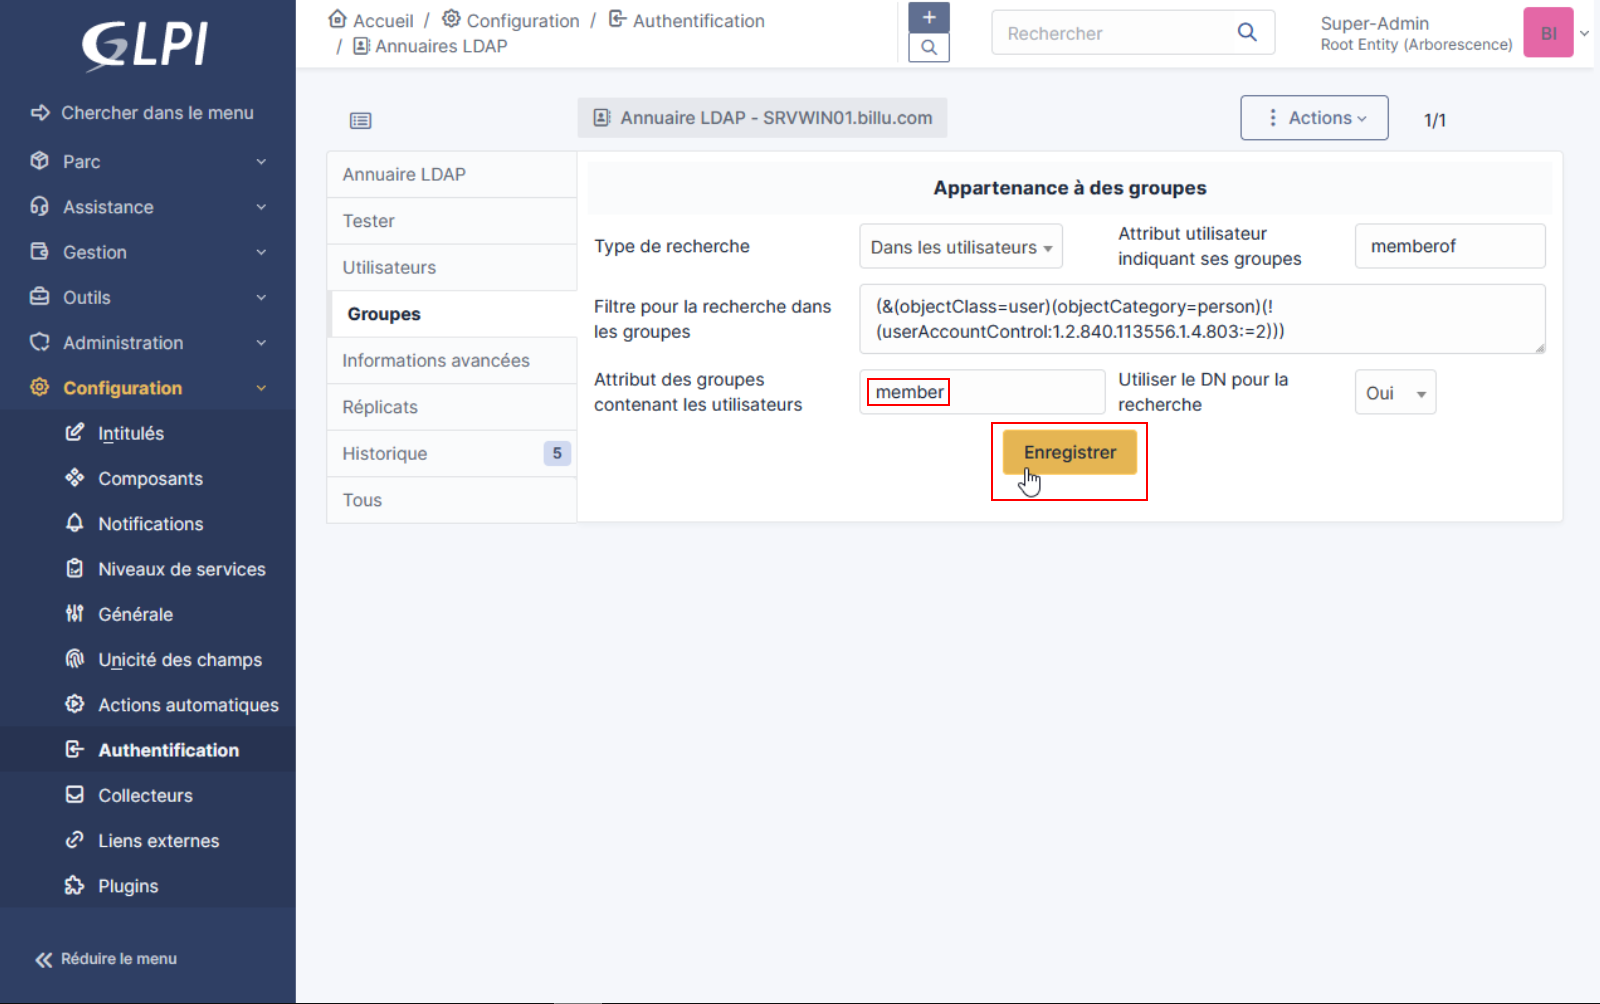 GLPI
Chercher dans le menu
Parc
Assistance
Gestion
Outils
Administration
Configuration
Intitulés
Composants
Notifications
Niveaux de services
Générale
Unicité des champs
Actions automatiques
Authentification
Collecteurs
Liens externes
Plugins
Réduire le menu
Accueil / Configuration / Authentification
/ Annuaires LDAP
+
Rechercher
Super-Admin
Root Entity (Arborescence)
BI
Annuaire LDAP - SRVWIN01.billu.com
Actions
1/1
Annuaire LDAP
Tester
Utilisateurs
Groupes
Informations avancées
Réplicats
Historique 5
Tous
Appartenance à des groupes
Type de recherche
Dans les utilisateurs
Attribut utilisateur
indiquant ses groupes
memberof
Filtre pour la recherche dans
les groupes
(&(objectClass=user)(objectCategory=person)(!
(userAccountControl:1.2.840.113556.1.4.803:=2)))
Attribut des groupes
contenant les utilisateurs
member
Utiliser le DN pour la
recherche
Oui
Enregistrer